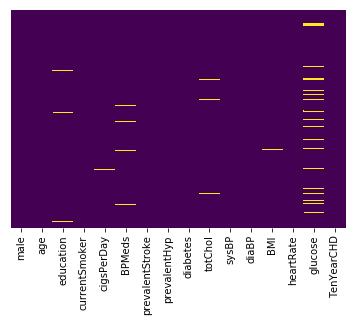 male
age
education
currentSmoker
cigsPerDay
BPMeds
prevalentStroke
prevalentHyp
diabetes
totChol
sysBP
diaBP
BMI
heartRate
glucose
TenYearCHD